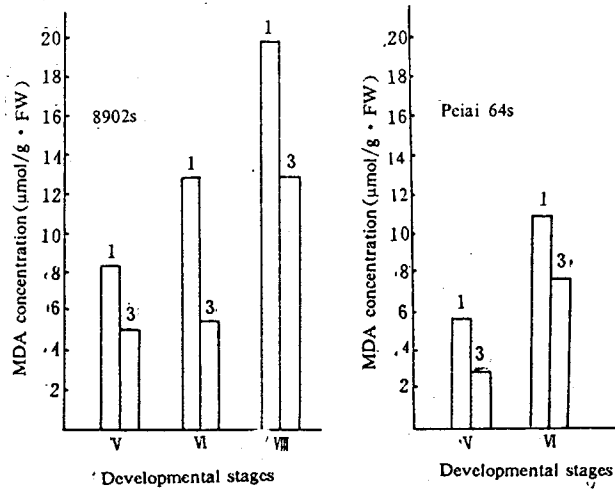 MDA concentration (μmol/g · FW)
20
18
16
14
12
10
8
6
4
2
8902s
1
3
1
3
1
3
V
VI
VIII
Developmental stages
MDA concentration (μmol/g · FW)
20
18
16
14
12
10
8
6
4
2
Peiai 64s
1
3
1
3
V
VI
Developmental stages